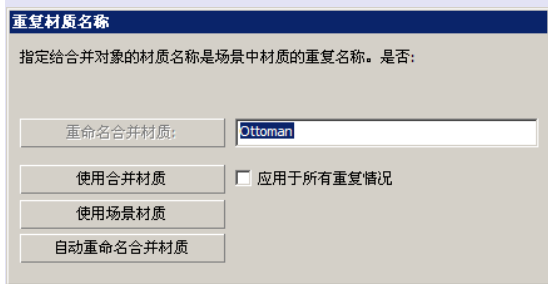 重复材质名称
指定给合并对象的材质名称是场景中材质的重复名称。是否:
重命名合并材质: Ottoman
使用合并材质 应用于所有重复情况
使用场景材质
自动重命名合并材质